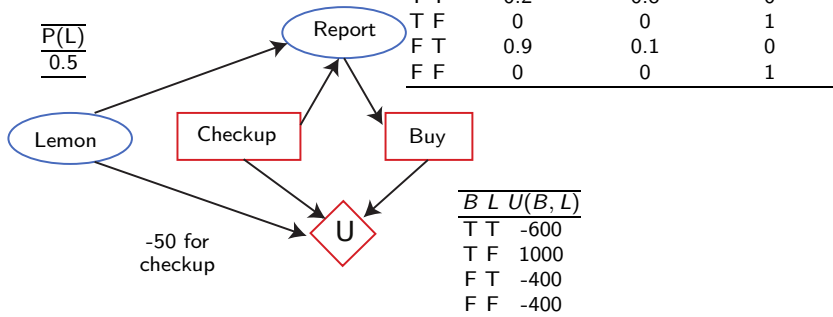 T F 0 0 1
F T 0.9 0.1 0
F F 0 0 1
Report
P(L)
0.5
Lemon
Checkup
Buy
U
-50 for
checkup
B L U(B, L)
T T -600
T F 1000
F T -400
F F -400